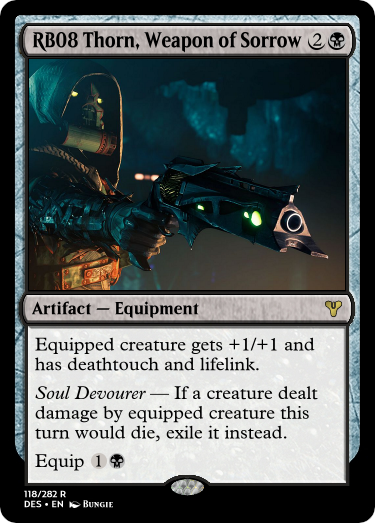 RB08 Thorn, Weapon of Sorrow 2
Artifact — Equipment
Equipped creature gets +1/+1 and
has deathtouch and lifelink.
Soul Devourer — If a creature dealt
damage by equipped creature this
turn would die, exile it instead.
Equip 1
118/282 R
DES • EN Bungie